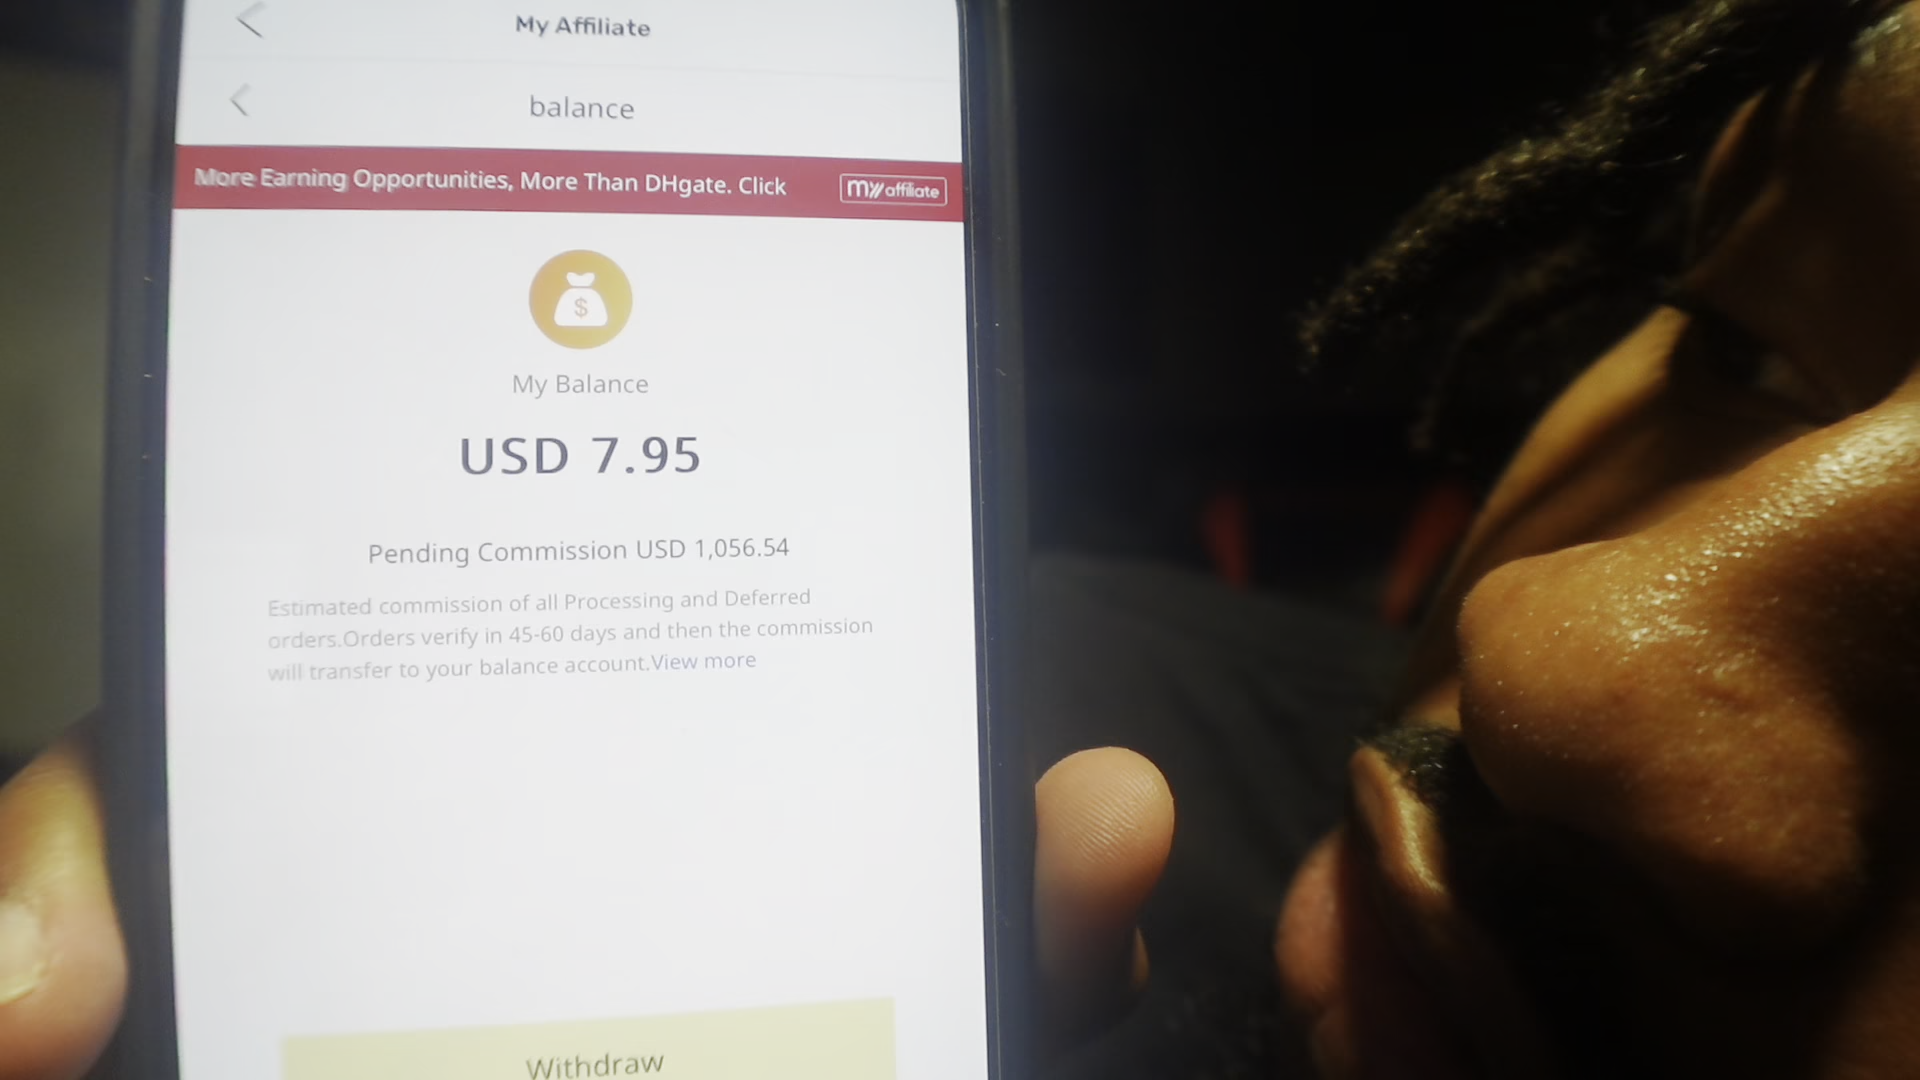 My Affiliate
balance
More Earning Opportunities, More Than DHgate. Click
my affiliate
$
My Balance
USD 7.95
Pending Commission USD 1,056.54
Estimated commission of all Processing and Deferred
orders.Orders verify in 45-60 days and then the commission
will transfer to your balance account.View more
Withdraw